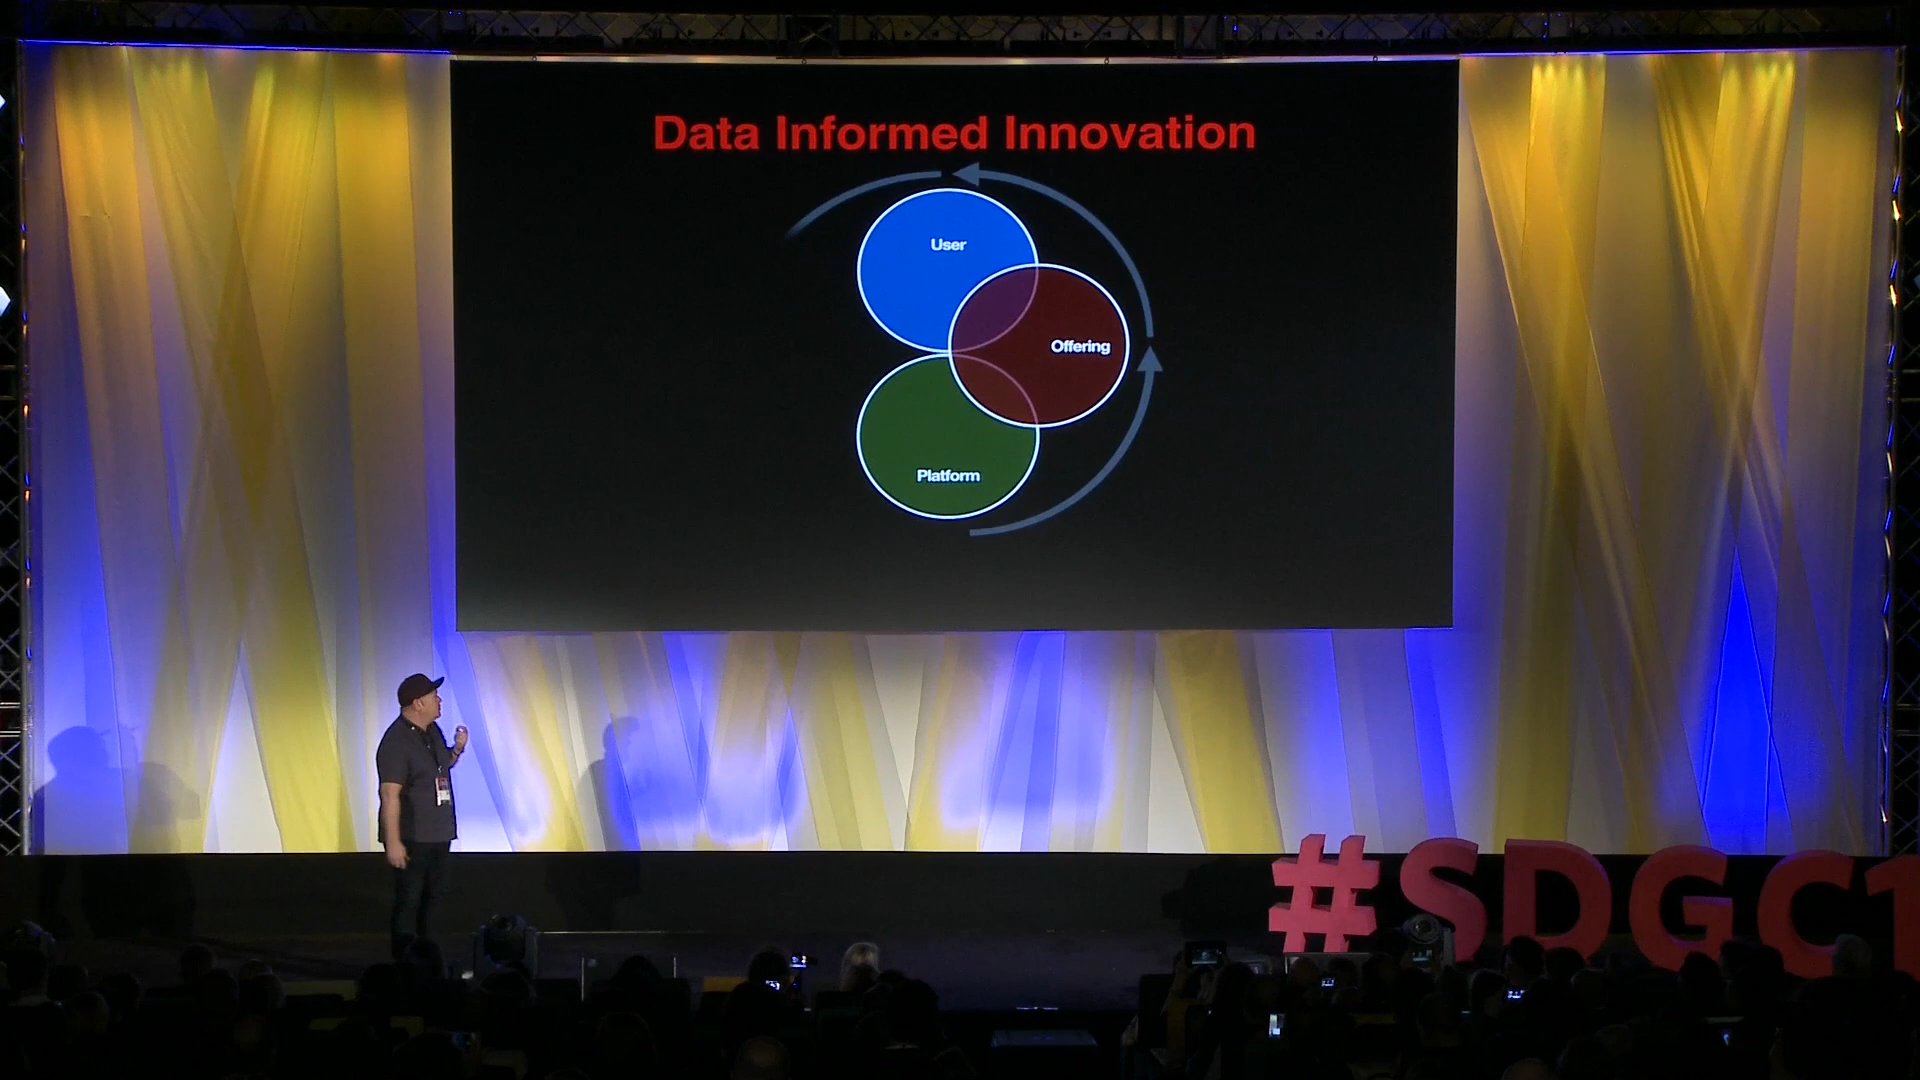 Data Informed Innovation
User
Offering
Platform
#SDGC1